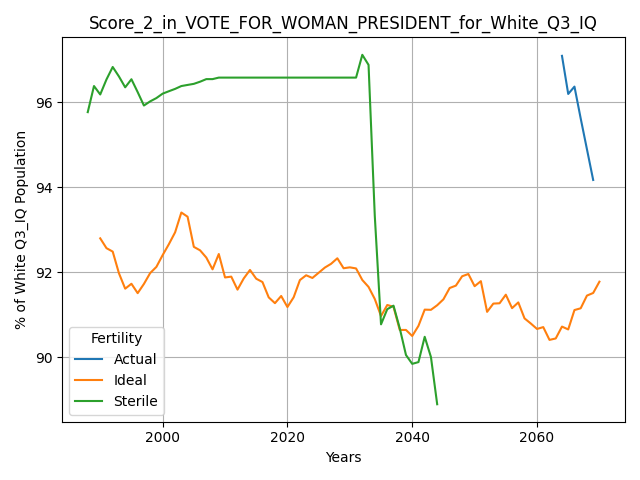 Score_2_in_VOTE_FOR_WOMAN_PRESIDENT_for_White_Q3_IQ
% of White Q3_IQ Population
96
94
92
90
Fertility
Actual
Ideal
Sterile
2000 2020 2040 2060
Years